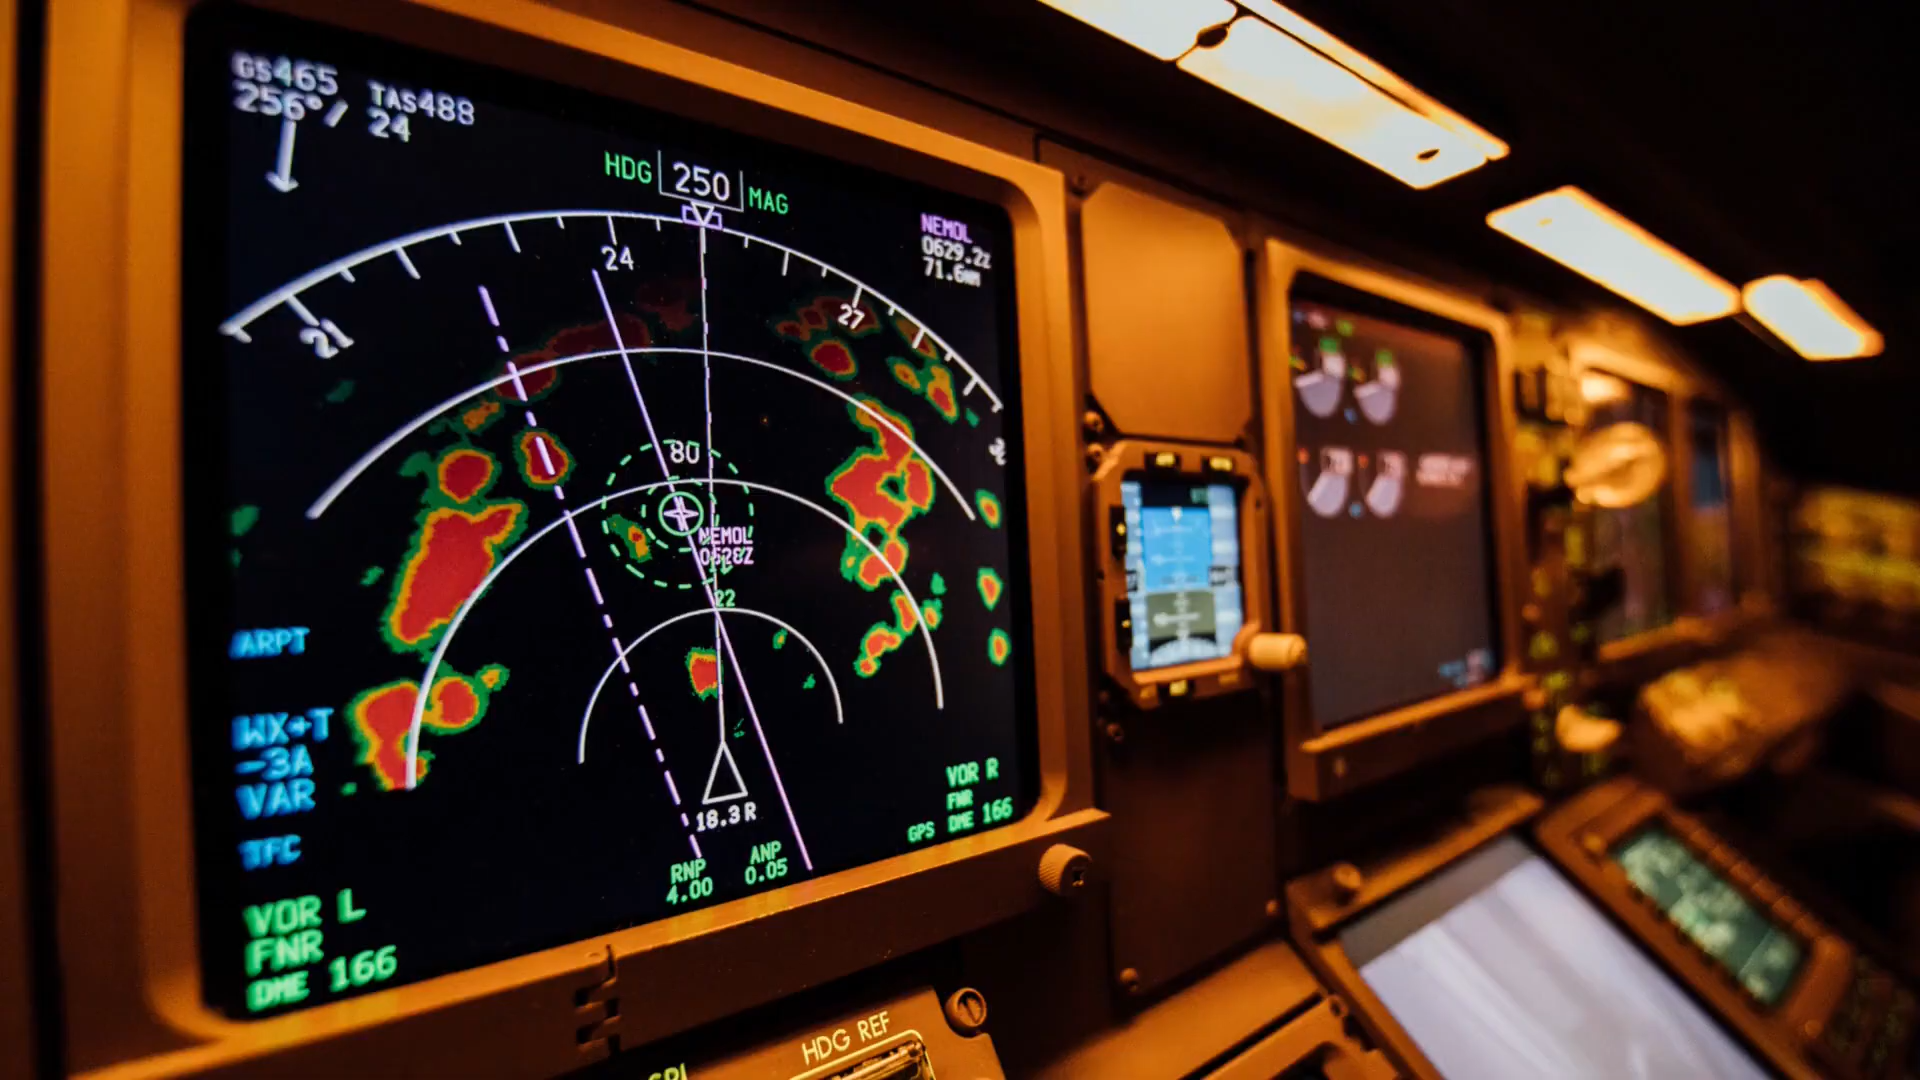 GS465 TAS488
256°/ 24
HDG 250 MAG
NEMOL
0629.2Z
71.6NM
21
24
27
80
NEMOL
0628Z
22
ARPT
WX+T
-3A
VAR
TFC
18.3R
RNP
4.00
ANP
0.05
VOR L
FNR
DME 166
VOR R
FNR
GPS DME 166
HDG REF